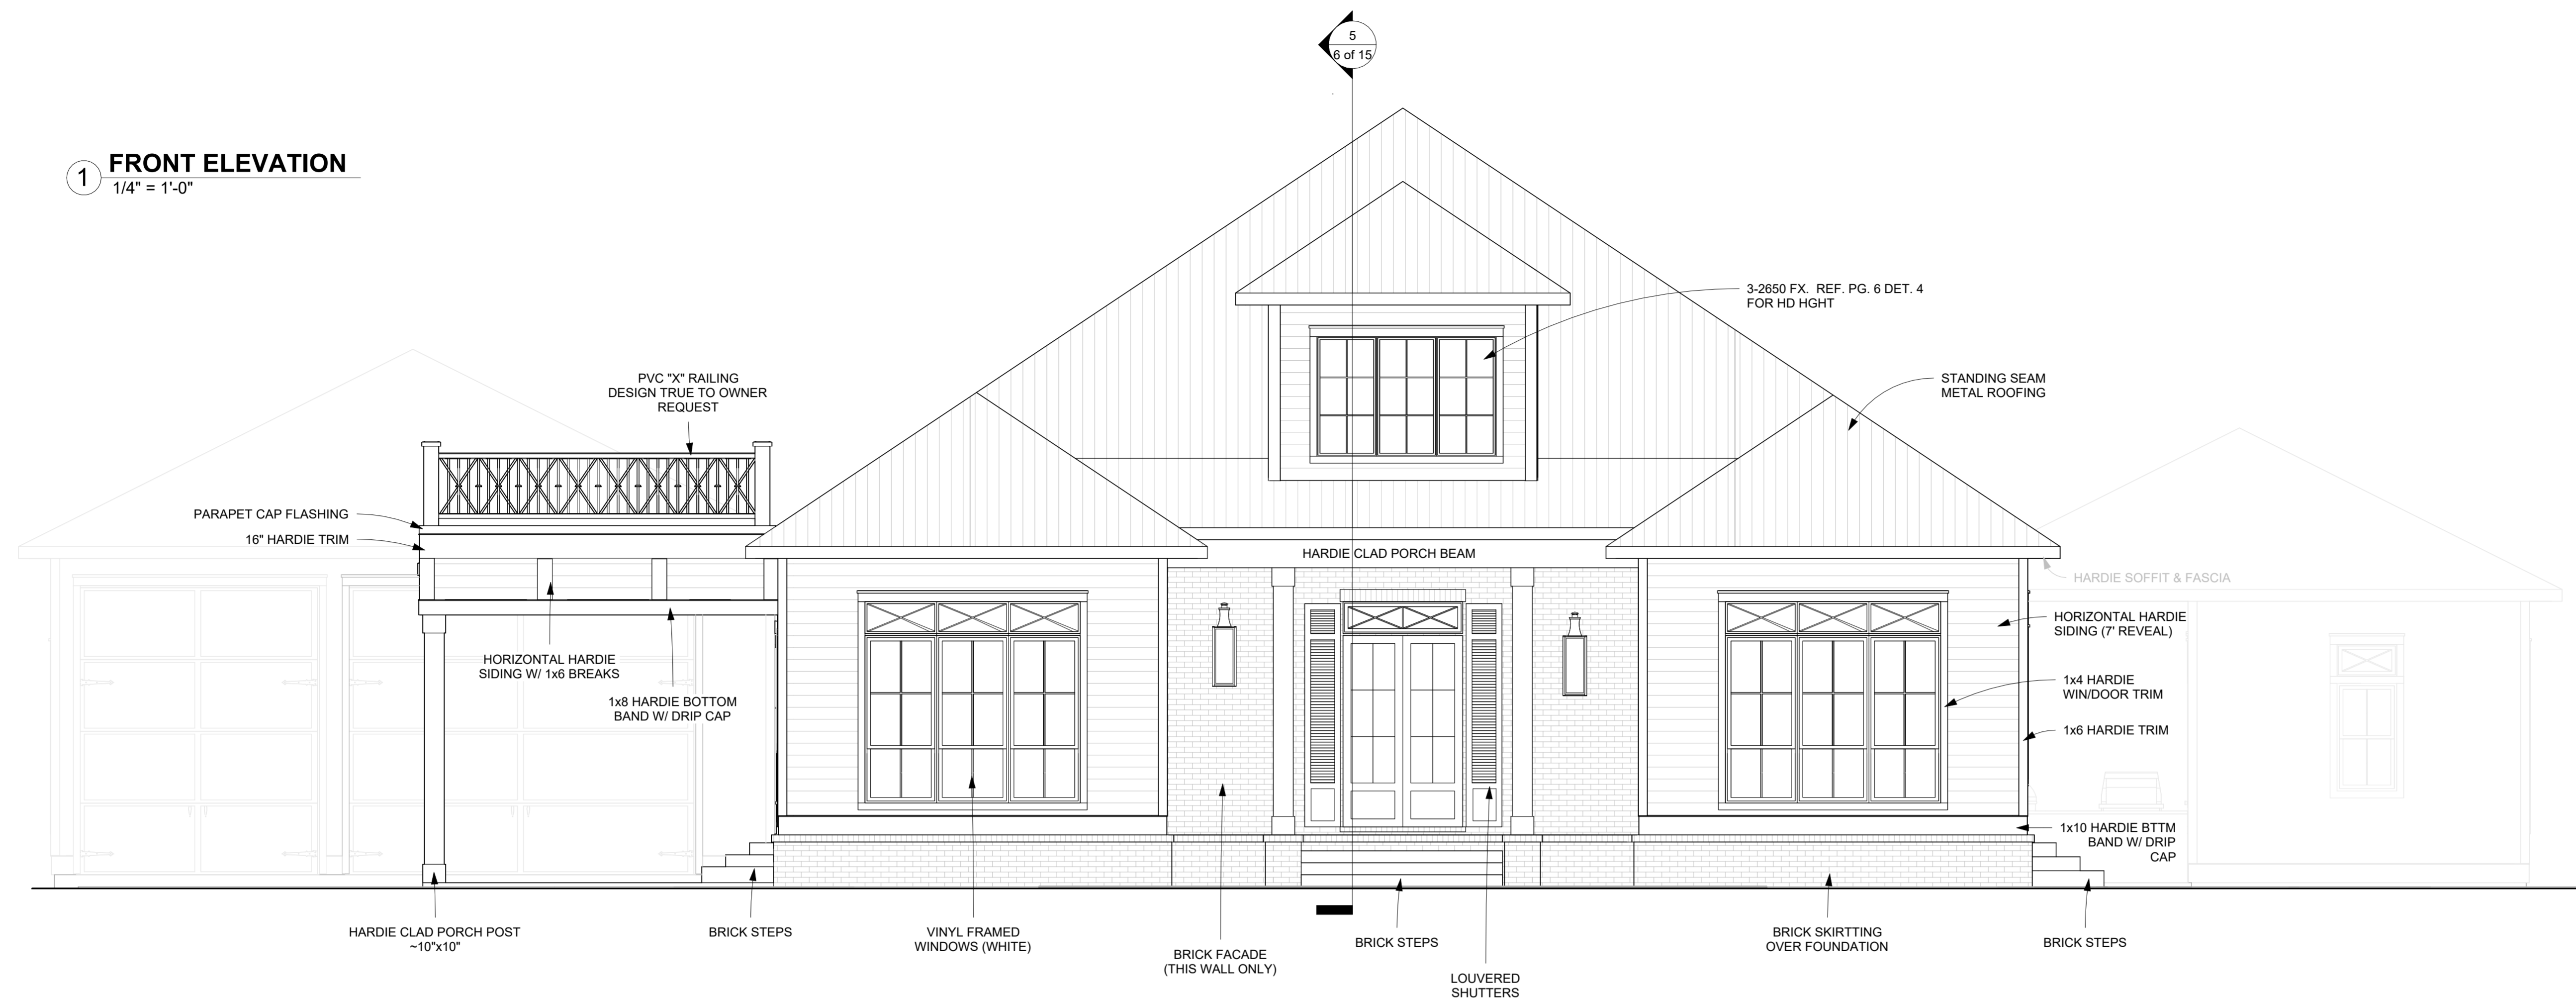 5
6 of 15
1
FRONT ELEVATION
1/4" = 1'-0"
3-2650 FX. REF. PG. 6 DET. 4
FOR HD HGHT
PVC "X" RAILING
DESIGN TRUE TO OWNER
REQUEST
STANDING SEAM
METAL ROOFING
PARAPET CAP FLASHING
16" HARDIE TRIM
HARDIE CLAD PORCH BEAM
HARDIE SOFFIT & FASCIA
HORIZONTAL HARDIE
SIDING (7' REVEAL)
HORIZONTAL HARDIE
SIDING W/ 1x6 BREAKS
1x4 HARDIE
WIN/DOOR TRIM
1x8 HARDIE BOTTOM
BAND W/ DRIP CAP
1x6 HARDIE TRIM
1x10 HARDIE BTTM
BAND W/ DRIP
CAP
HARDIE CLAD PORCH POST
~10"x10"
BRICK STEPS
VINYL FRAMED
WINDOWS (WHITE)
BRICK FACADE
(THIS WALL ONLY)
BRICK STEPS
LOUVERED
SHUTTERS
BRICK SKIRTTING
OVER FOUNDATION
BRICK STEPS